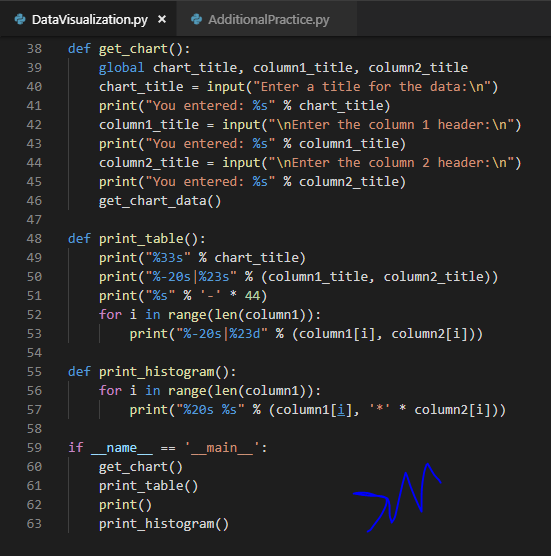 DataVisualization.py × AdditionalPractice.py
38 def get_chart():
39     global chart_title, column1_title, column2_title
40     chart_title = input("Enter a title for the data:\n")
41     print("You entered: %s" % chart_title)
42     column1_title = input("\nEnter the column 1 header:\n")
43     print("You entered: %s" % column1_title)
44     column2_title = input("\nEnter the column 2 header:\n")
45     print("You entered: %s" % column2_title)
46     get_chart_data()
47
48 def print_table():
49     print("%33s" % chart_title)
50     print("%-20s|%23s" % (column1_title, column2_title))
51     print("%s" % '-' * 44)
52     for i in range(len(column1)):
53         print("%-20s|%23d" % (column1[i], column2[i]))
54
55 def print_histogram():
56     for i in range(len(column1)):
57         print("%20s %s" % (column1[i], '*' * column2[i]))
58
59 if __name__ == '__main__':
60     get_chart()
61     print_table()
62     print()
63     print_histogram()